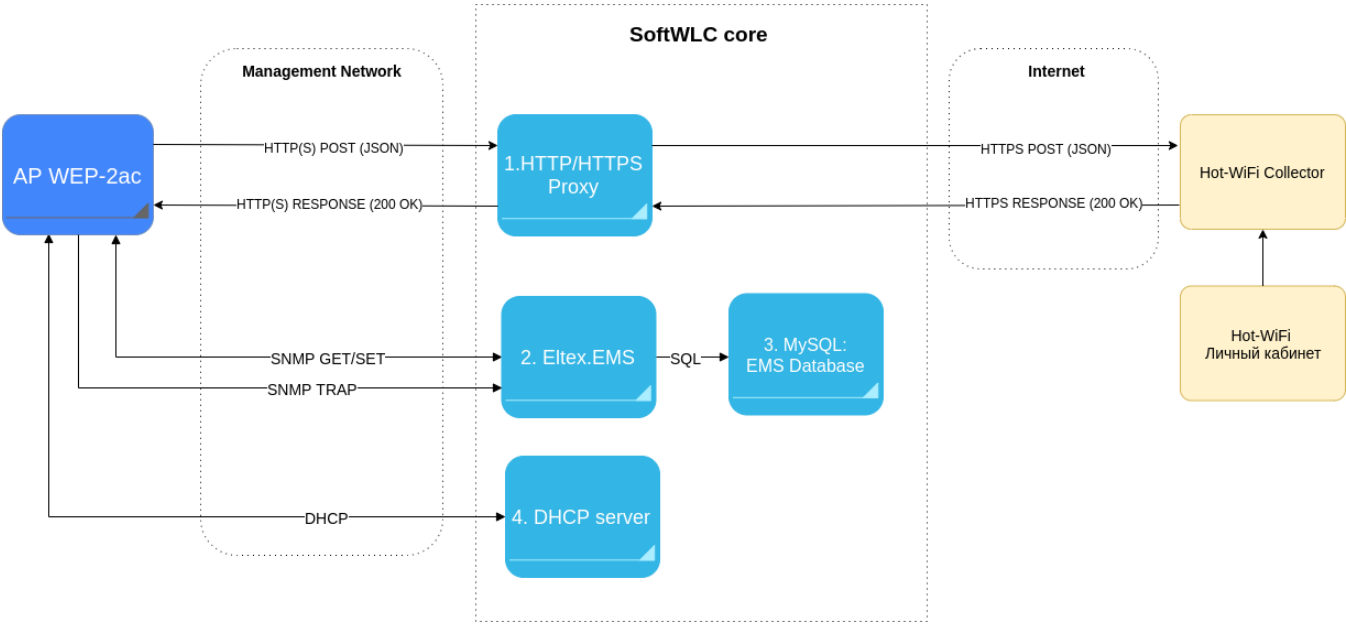 SoftWLC core
Management Network
Internet
AP WEP-2ac
HTTP(S) POST (JSON)
HTTP(S) RESPONSE (200 OK)
1.HTTP/HTTPS
Proxy
HTTPS POST (JSON)
HTTPS RESPONSE (200 OK)
Hot-WiFi Collector
SNMP GET/SET
SNMP TRAP
2. Eltex.EMS
SQL
3. MySQL:
EMS Database
Hot-WiFi
Личный кабинет
DHCP
4. DHCP server